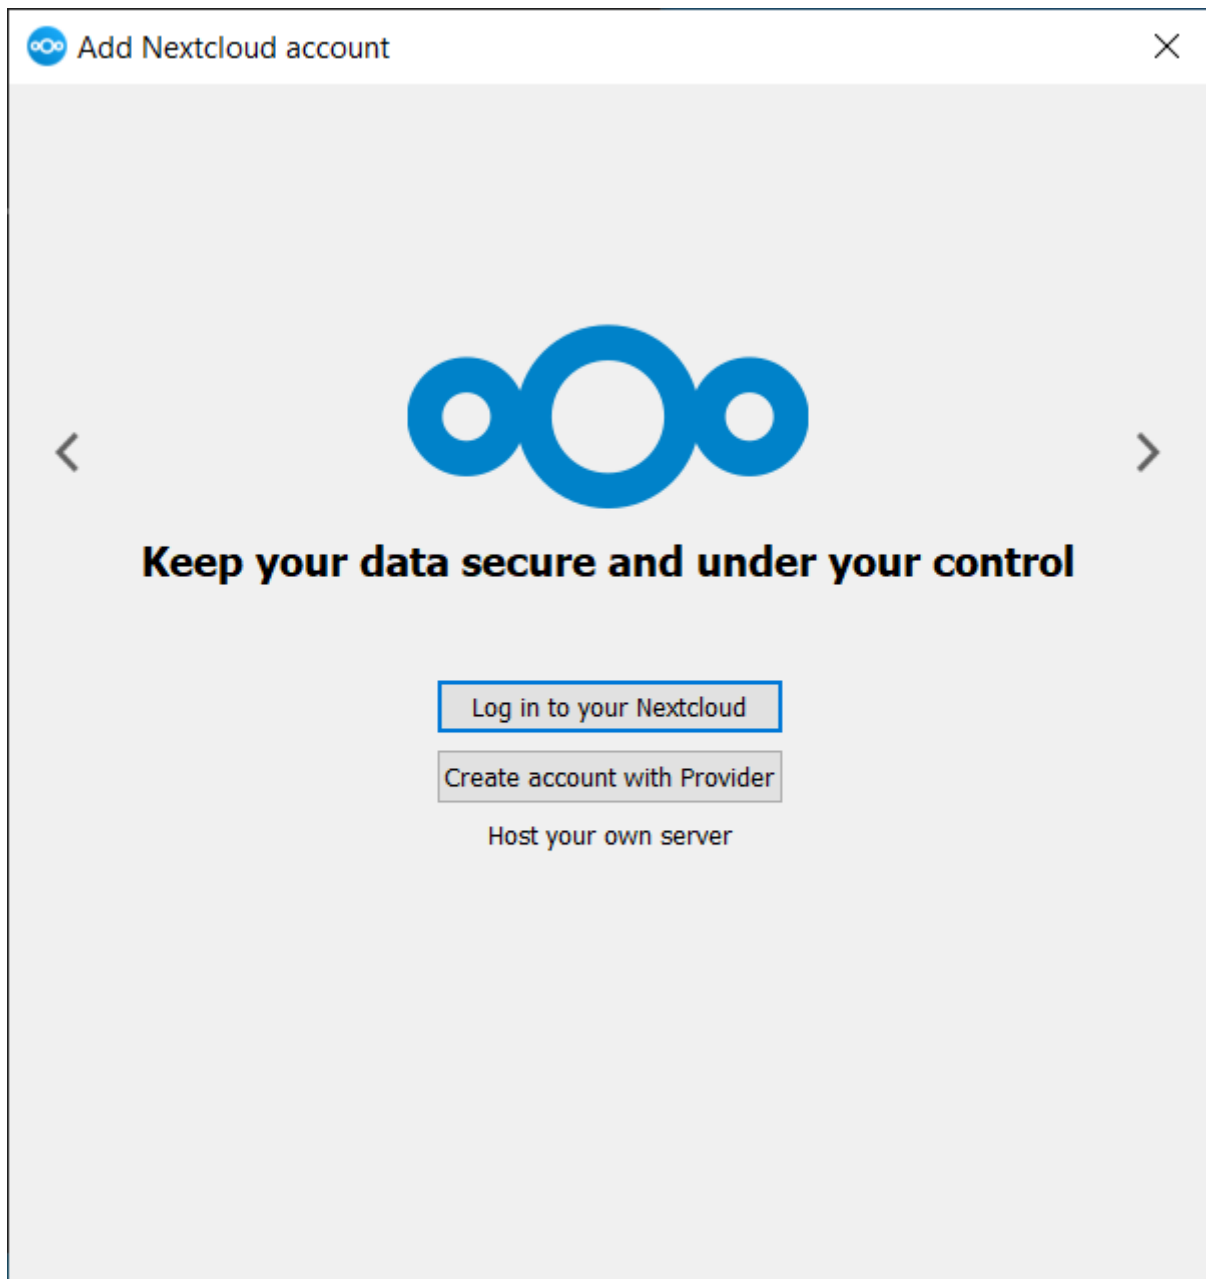 Add Nextcloud account
Keep your data secure and under your control
Log in to your Nextcloud
Create account with Provider
Host your own server